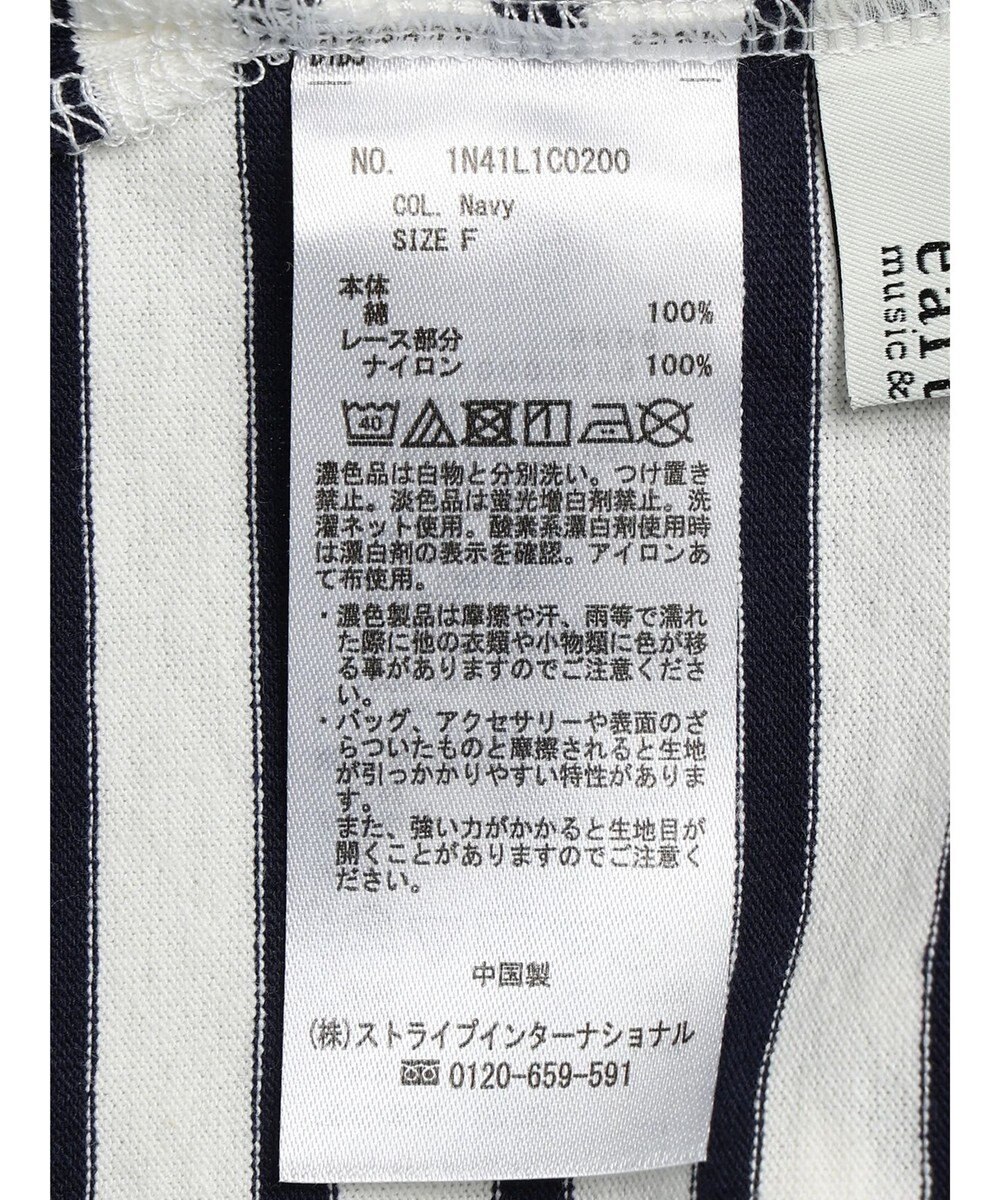 NO. 1N41L1C0200
COL. Navy
SIZE F
本体
綿 100%
レース部分
ナイロン 100%
40
濃色品は白物と分別洗い。つけ置き
禁止。淡色品は蛍光増白剤禁止。洗
濯ネット使用。酸素系漂白剤使用時
は漂白剤の表示を確認。アイロンあ
て布使用。
・濃色製品は摩擦や汗、雨等で濡れ
た際に他の衣類や小物類に色が移
る事がありますのでご注意くださ
い。
・バッグ、アクセサリーや表面のざ
らついたものと摩擦されると生地
が引っかかりやすい特性がありま
す。
また、強い力がかかると生地目が
開くことがありますのでご注意く
ださい。
中国製
(株)ストライプインターナショナル
0120-659-591
music &